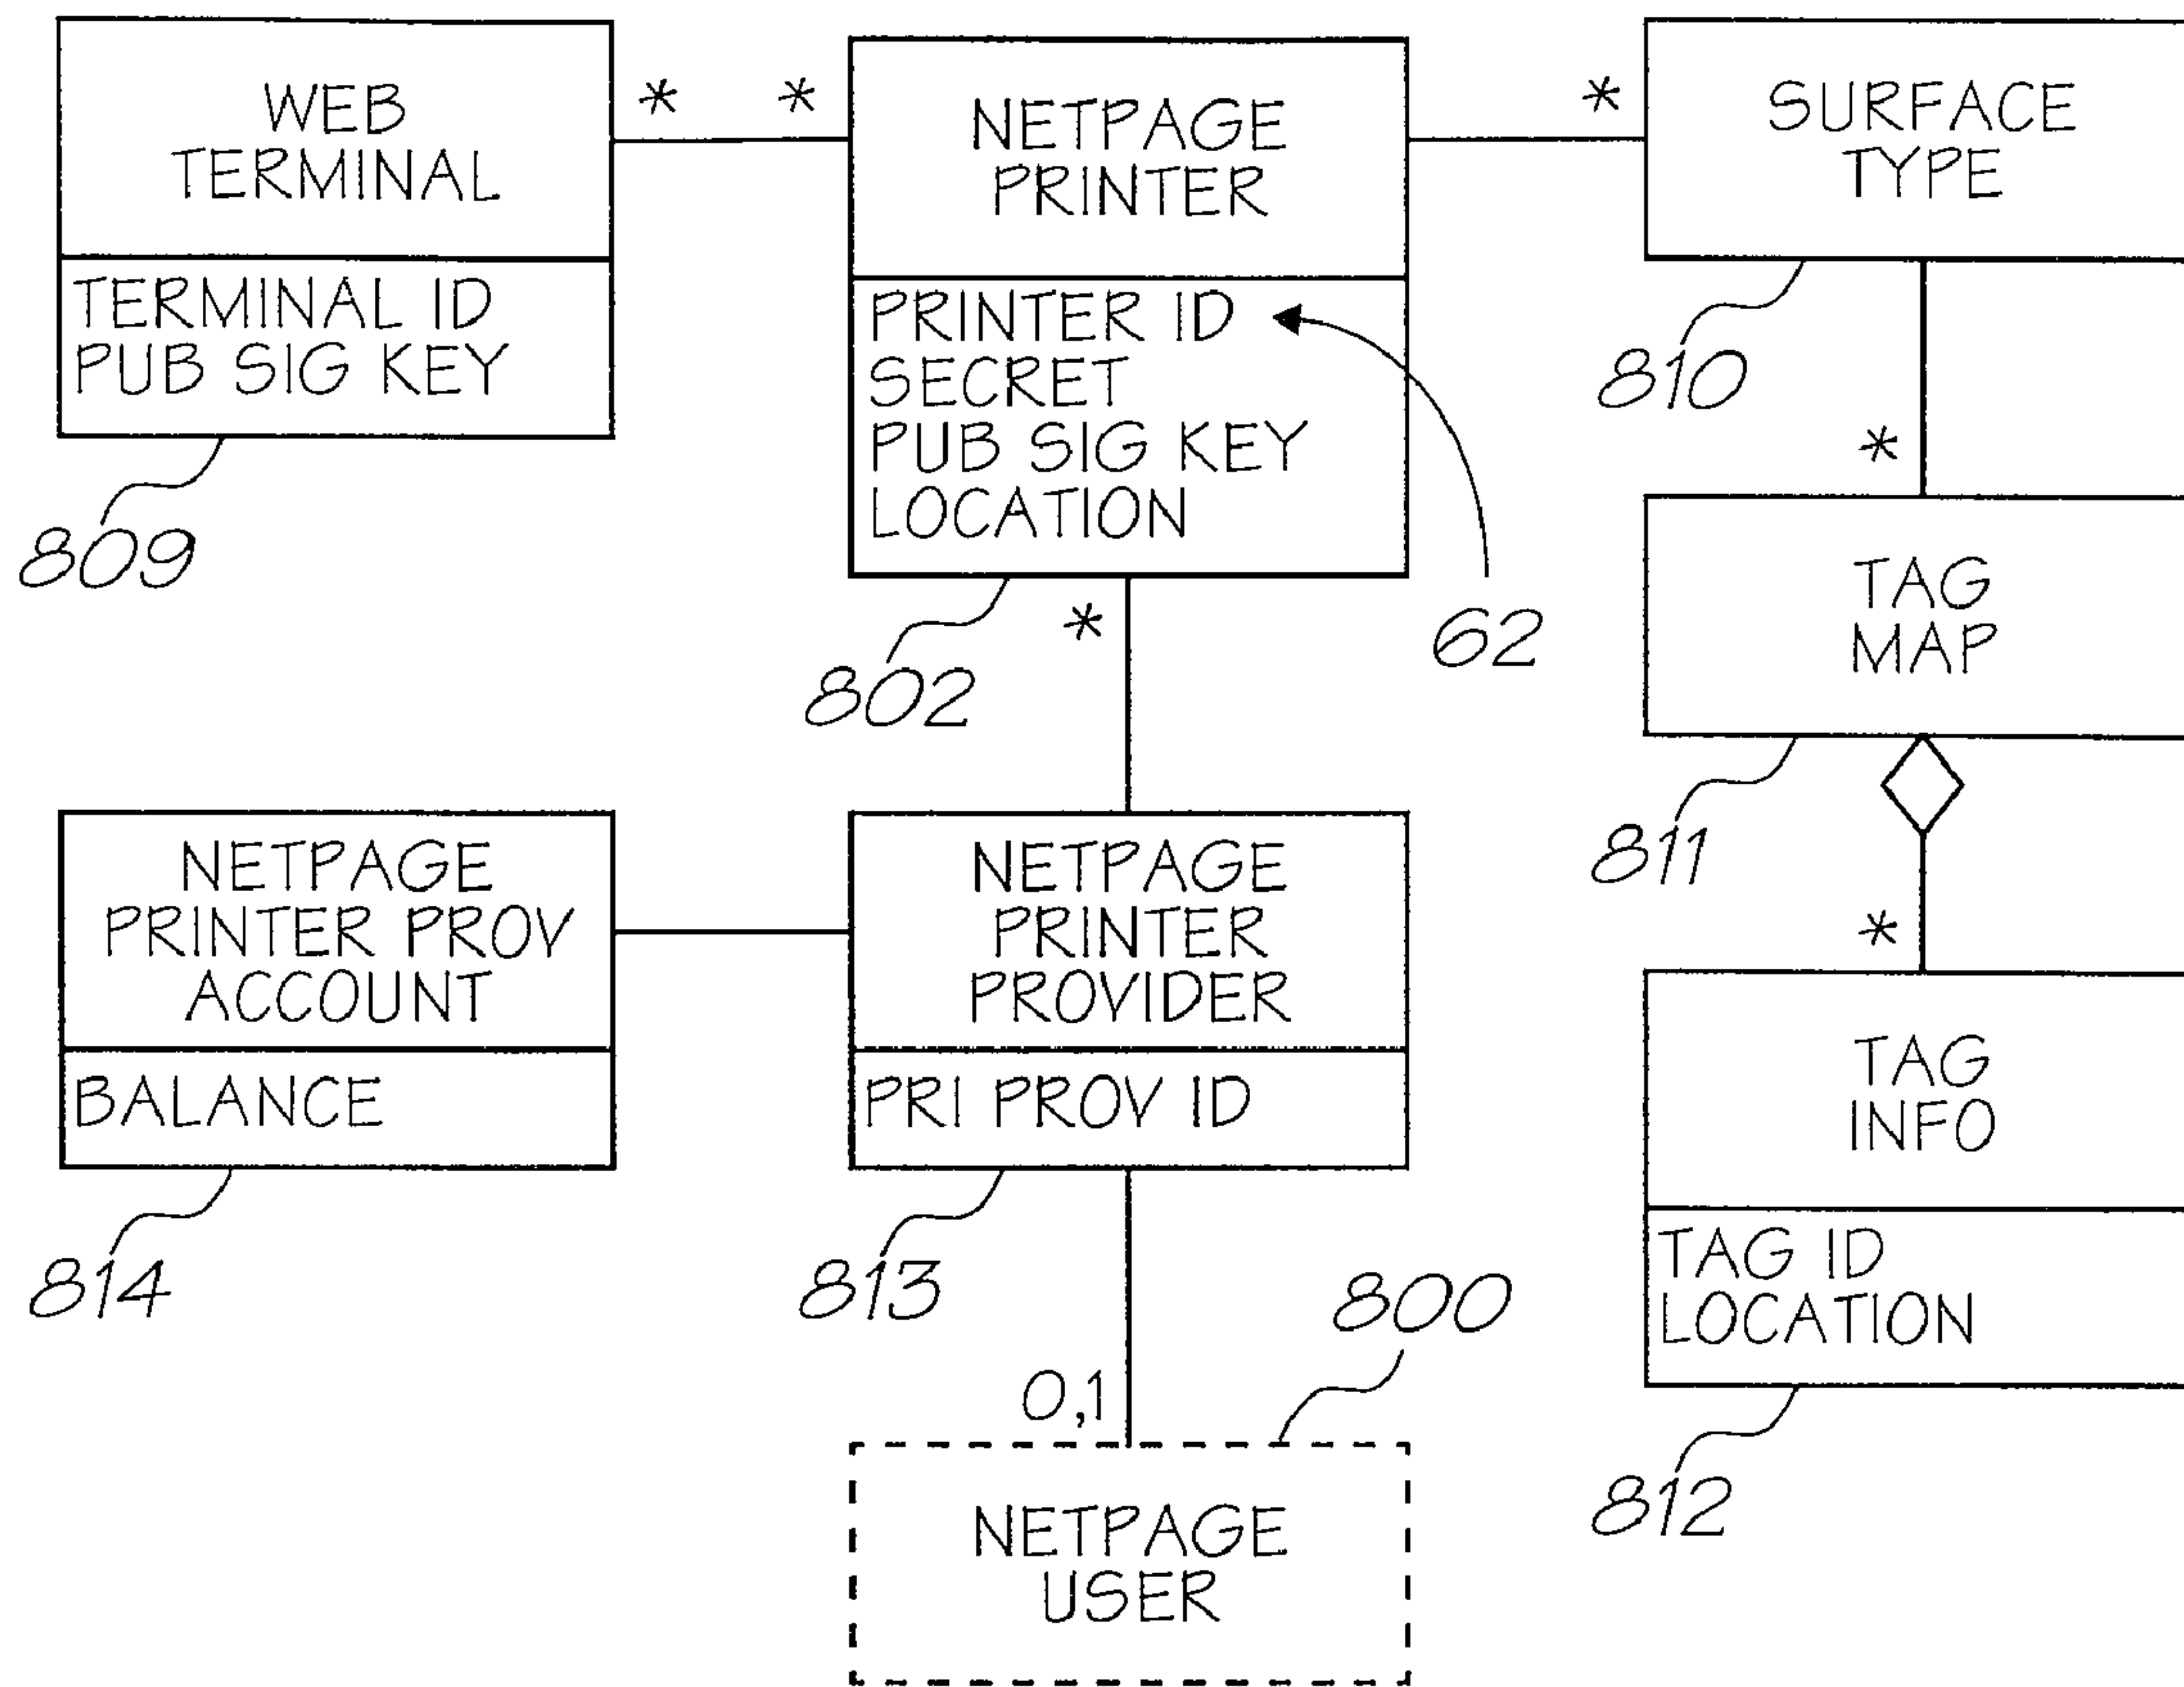 WEB
TERMINAL
TERMINAL ID
PUB SIG KEY
809
*
*
NETPAGE
PRINTER
PRINTER ID
SECRET
PUB SIG KEY
LOCATION
62
802
*
*
SURFACE
TYPE
810
*
TAG
MAP
811
*
TAG
INFO
TAG ID
LOCATION
812
NETPAGE
PRINTER PROV
ACCOUNT
BALANCE
814
NETPAGE
PRINTER
PROVIDER
PRI PROV ID
813
0,1
800
NETPAGE
USER